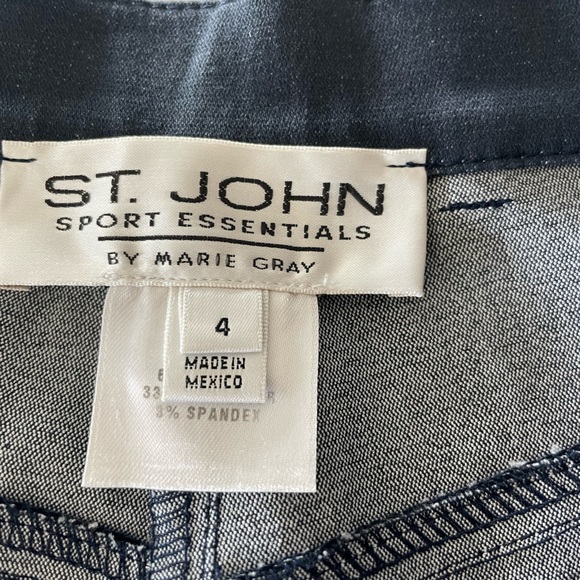 ST. JOHN
SPORT ESSENTIALS
BY MARIE GRAY
4
MADE IN
MEXICO
3% SPANDEX